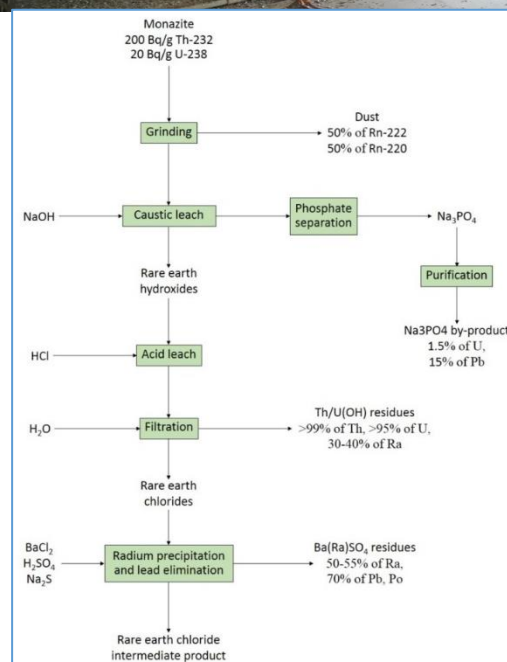 Monazite
200 Bq/g Th-232
20 Bq/g U-238
Grinding
Dust
50% of Rn-222
50% of Rn-220
NaOH
Caustic leach
Phosphate
separation
Na₃PO₄
Rare earth
hydroxides
Purification
Na3PO4 by-product
1.5% of U,
15% of Pb
HCl
Acid leach
H₂O
Filtration
Th/U(OH) residues
>99% of Th, >95% of U,
30-40% of Ra
Rare earth
chlorides
BaCl₂
H₂SO₄
Na₂S
Radium precipitation
and lead elimination
Ba(Ra)SO₄ residues
50-55% of Ra,
70% of Pb, Po
Rare earth chloride
intermediate product